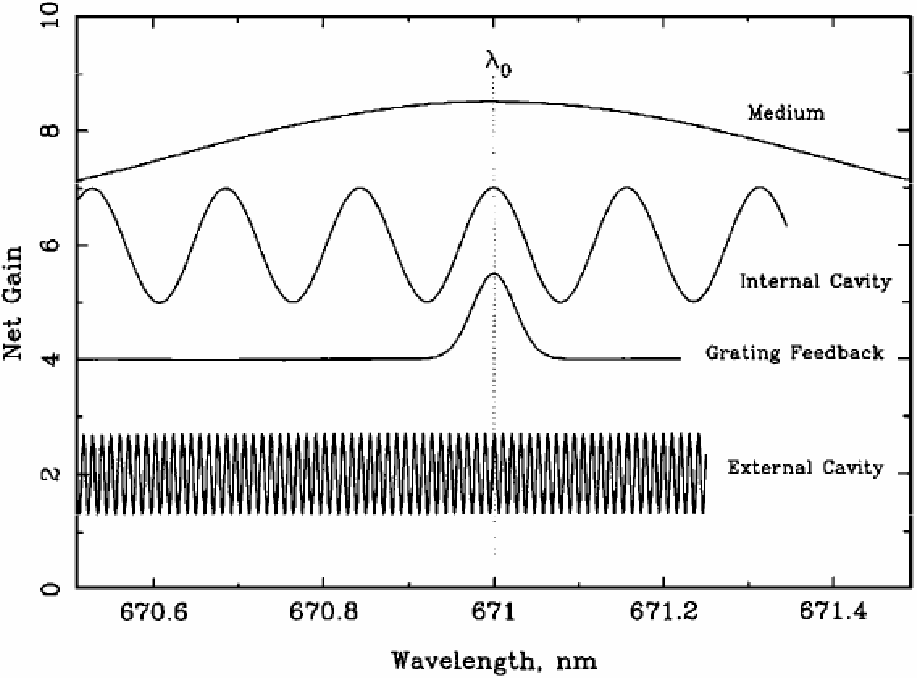 10
λ0
Medium
8
6
Internal Cavity
Net Gain
4
Grating Feedback
2
External Cavity
0
670.6 670.8 671 671.2 671.4
Wavelength, nm